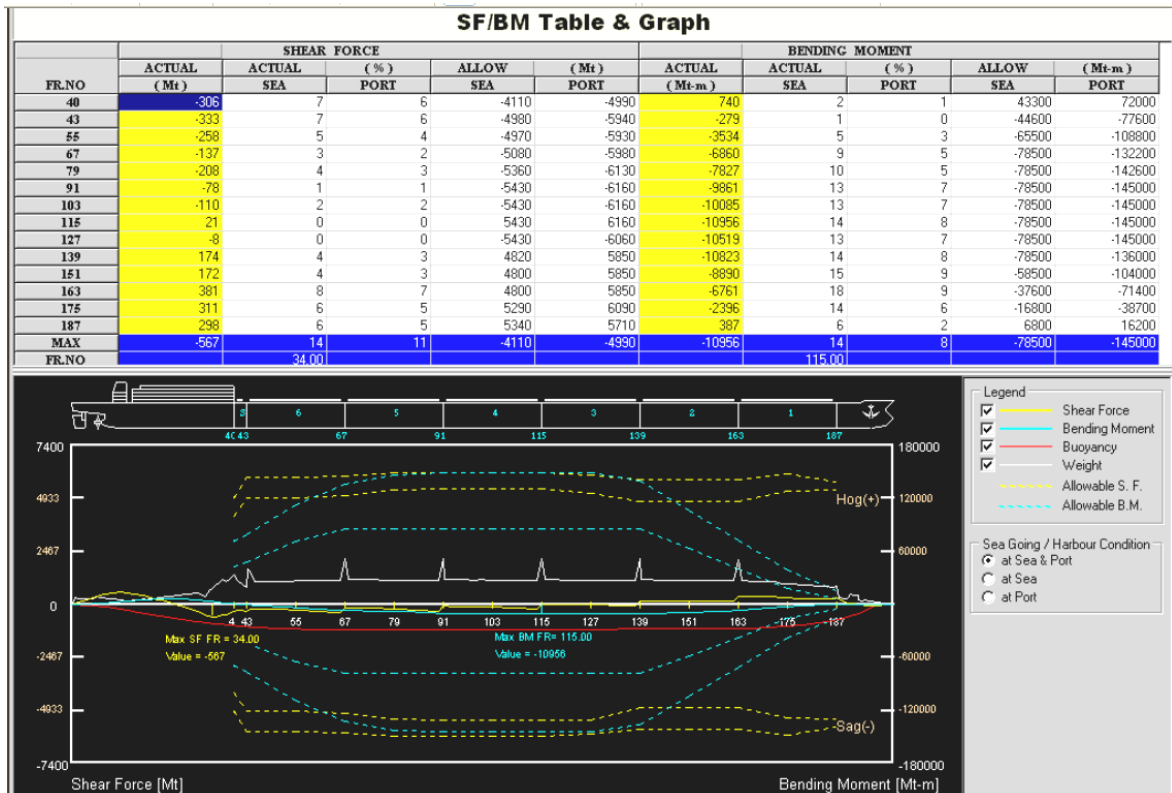 SF/BM Table & Graph
SHEAR FORCE BENDING MOMENT
ACTUAL ACTUAL (%) ALLOW (Mt) ACTUAL ACTUAL (%) ALLOW (Mt-m)
FR.NO (Mt) SEA PORT SEA PORT (Mt-m) SEA PORT SEA PORT
40 -306 7 6 -4110 -4990 740 2 1 43300 72000
43 -333 7 6 -4980 -5940 -279 1 0 -44600 -77600
55 -258 5 4 -4970 -5930 -3534 5 3 -65500 -108800
67 -137 3 2 -5080 -5980 -6860 9 5 -78500 -132200
79 -208 4 3 -5360 -6130 -7827 10 5 -78500 -142600
91 -78 1 1 -5430 -6160 -9861 13 7 -78500 -145000
103 -110 2 2 -5430 -6160 -10085 13 7 -78500 -145000
115 21 0 0 5430 6160 -10956 14 8 -78500 -145000
127 -8 0 0 -5430 -6060 -10519 13 7 -78500 -145000
139 174 4 3 4820 5850 -10823 14 8 -78500 -136000
151 172 4 3 4800 5850 -8890 15 9 -58500 -104000
163 381 8 7 4800 5850 -6761 18 9 -37600 -71400
175 311 6 5 5290 6090 -2396 14 6 -16800 -38700
187 298 6 5 5340 5710 387 6 2 6800 16200
MAX -567 14 11 -4110 -4990 -10956 14 8 -78500 -145000
FR.NO 34.00 115.00
6 5 4 3 2 1
43 67 91 115 139 163 187
7400 180000
4933 Hog(+) 120000
2467 60000
0 0
4 43 55 67 79 91 103 115 127 139 151 163 175 187
Max SF FR = 34.00 Max BM FR= 115.00
Value = -567 Value = -10956
-2467 -60000
-4933 -120000
-Sag(-)
-7400 -180000
Shear Force [Mt] Bending Moment [Mt-m]
Legend
Shear Force
Bending Moment
Buoyancy
Weight
Allowable S. F.
Allowable B.M.
Sea Going / Harbour Condition
at Sea & Port
at Sea
at Port